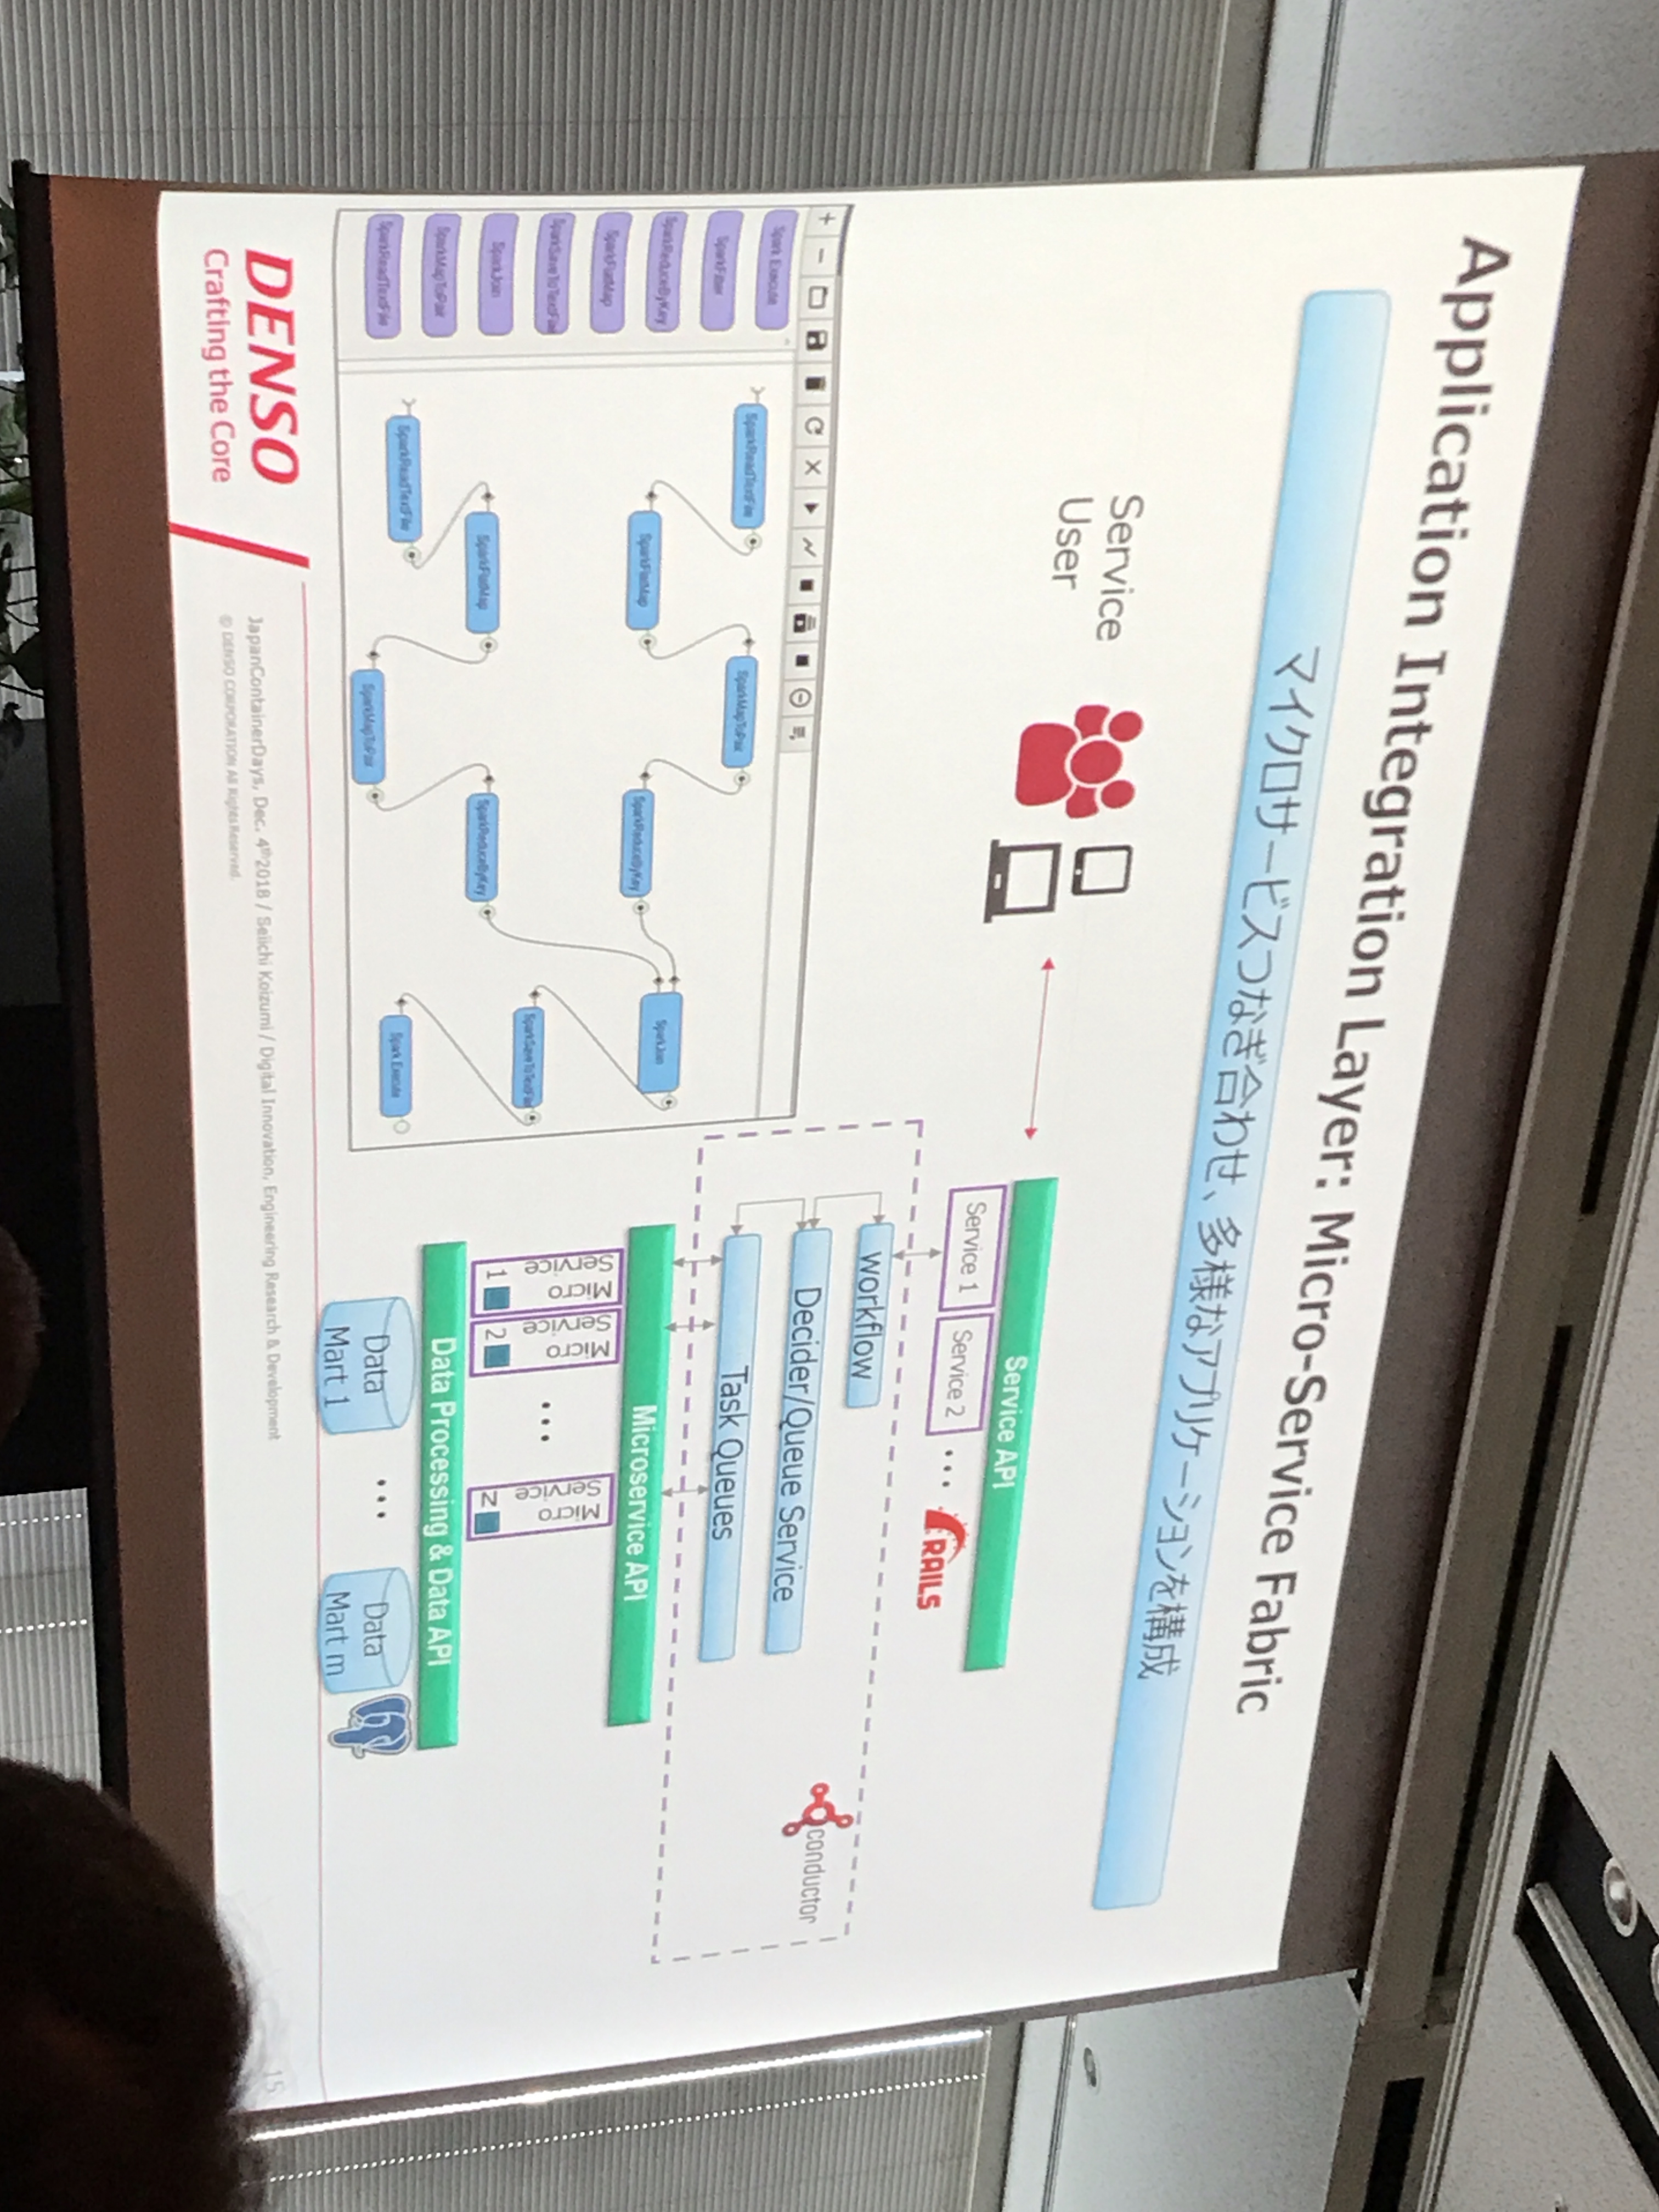 Application Integration Layer: Micro-Service Fabric
マイクロサービスつなぎ合わせ、多様なアプリケーションを構成
Service
User
Service API
Service 1
Service 2
...
RAILS
workflow
conductor
Decider/Queue Service
Task Queues
Microservice API
Micro
Service 1
Micro
Service 2
...
Micro
Service N
Data Processing & Data API
Data
Mart 1
...
Data
Mart m
Spark Execute
SparkFilter
SparkReduceByKey
SparkFlatMap
SparkSaveToTextFile
SparkJoin
SparkMapToPair
SparkReadTextFile
SparkReadTextFile
SparkFlatMap
SparkMapToPair
SparkReduceByKey
SparkJoin
SparkSaveToTextFile
SparkFlatMap
SparkReduceByKey
SparkReadTextFile
SparkMapToPair
Spark Execute
DENSO
Crafting the Core
JapanContainerDays, Dec. 4th2018 / Seiichi Koizumi / Digital Innovation, Engineering Research & Development
© DENSO CORPORATION All Rights Reserved.
15